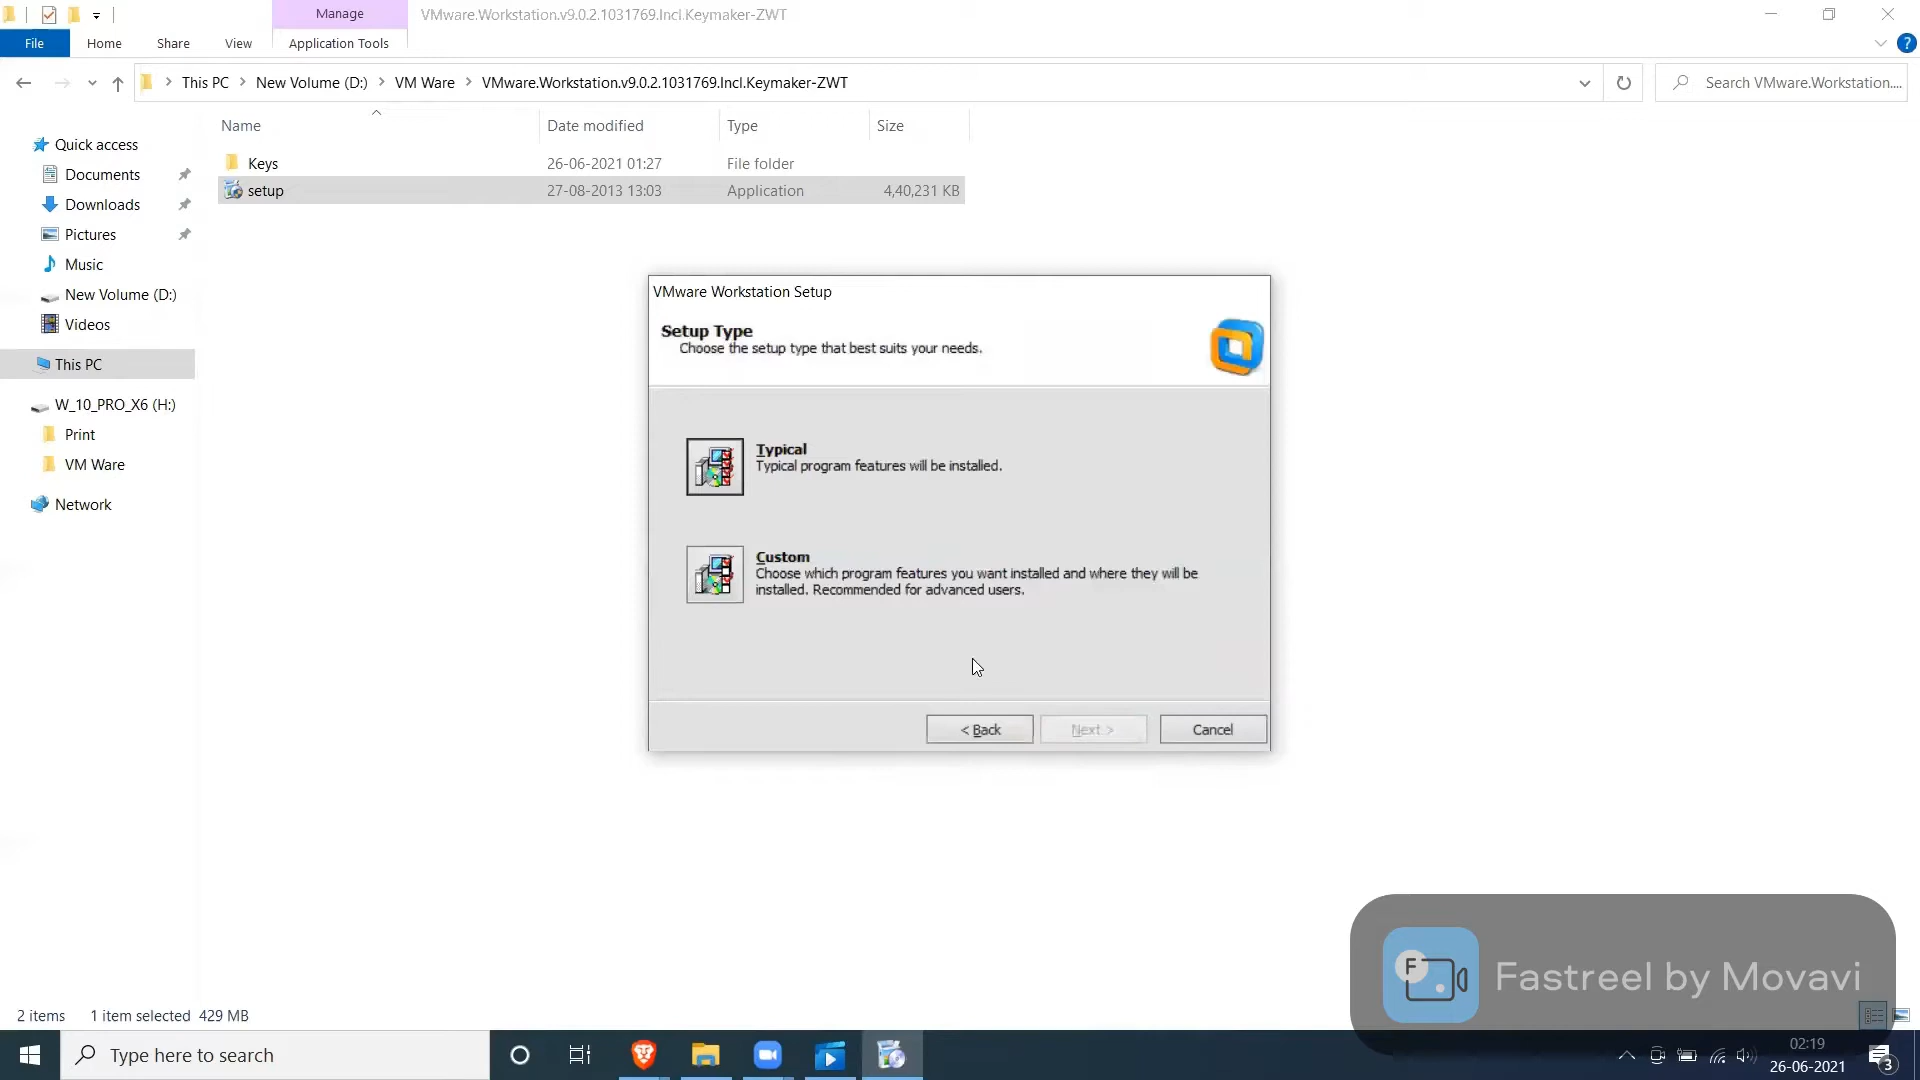 Manage
VMware.Workstation.v9.0.2.1031769.Incl.Keymaker-ZWT
File
Home
Share
View
Application Tools
This PC
New Volume (D:)
VM Ware
VMware.Workstation.v9.0.2.1031769.Incl.Keymaker-ZWT
Search VMware.Workstation....
Name
Date modified
Type
Size
Keys
26-06-2021 01:27
File folder
setup
27-08-2013 13:03
Application
4,40,231 KB
Quick access
Documents
Downloads
Pictures
Music
New Volume (D:)
Videos
This PC
W_10_PRO_X6 (H:)
Print
VM Ware
Network
VMware Workstation Setup
Setup Type
Choose the setup type that best suits your needs.
Typical
Typical program features will be installed.
Custom
Choose which program features you want installed and where they will be
installed. Recommended for advanced users.
< Back
Next >
Cancel
F
Fastreel by Movavi
2 items
1 item selected 429 MB
Type here to search
02:19
26-06-2021
3